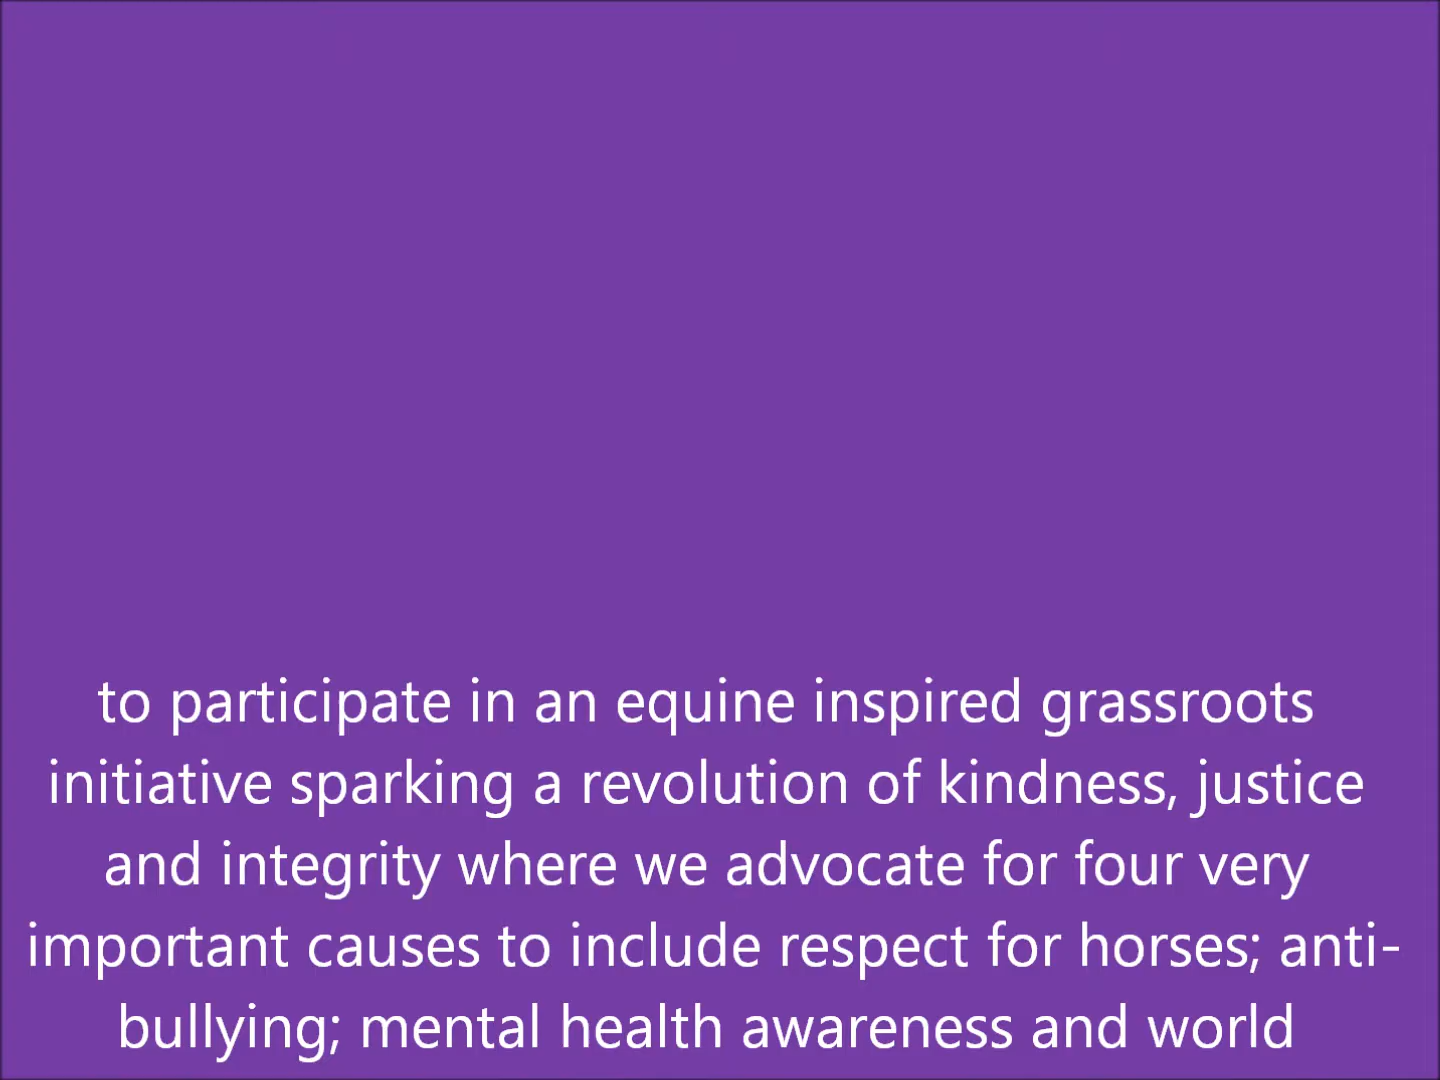 to participate in an equine inspired grassroots
initiative sparking a revolution of kindness, justice
and integrity where we advocate for four very
important causes to include respect for horses; anti-
bullying; mental health awareness and world